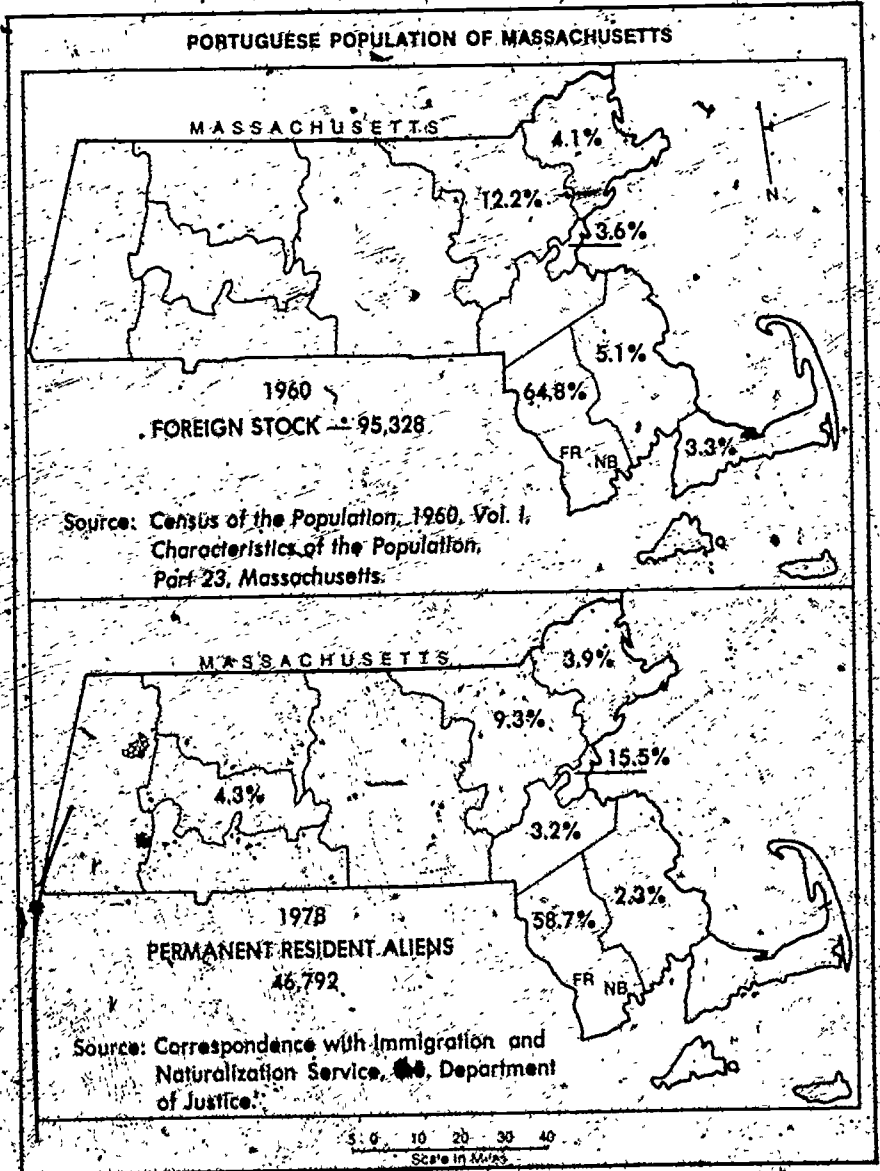 PORTUGUESE POPULATION OF MASSACHUSETTS
MASSACHUSETTS
4.1%
12.2%
N
3.6%
5.1%
1960
64.8%
FOREIGN STOCK — 95,328
FR NB
3.3%
Source: Census of the Population, 1960, Vol. I,
Characteristics of the Population,
Part 23, Massachusetts.
MASSACHUSETTS
3.9%
9.3%
15.5%
4.3%
3.2%
2.3%
1978
58.7%
PERMANENT RESIDENT ALIENS
46,792
FR NB
Source: Correspondence with Immigration and
Naturalization Service, Department
of Justice.
5 0 10 20 30 40
Scale in Miles